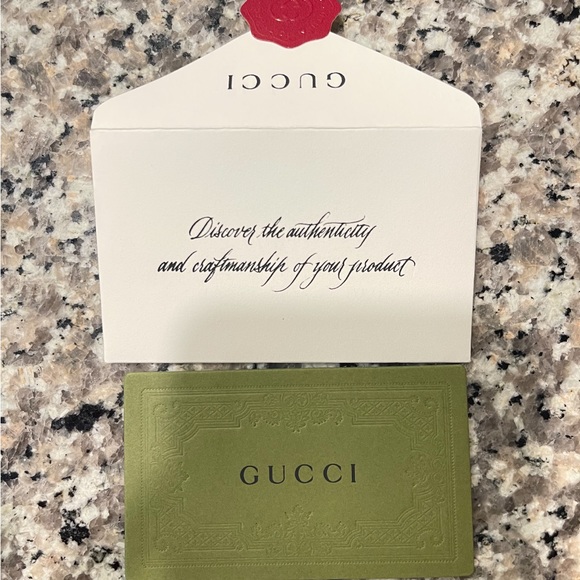 GUCCI
Discover the authenticity
and craftmanship of your product
GUCCI